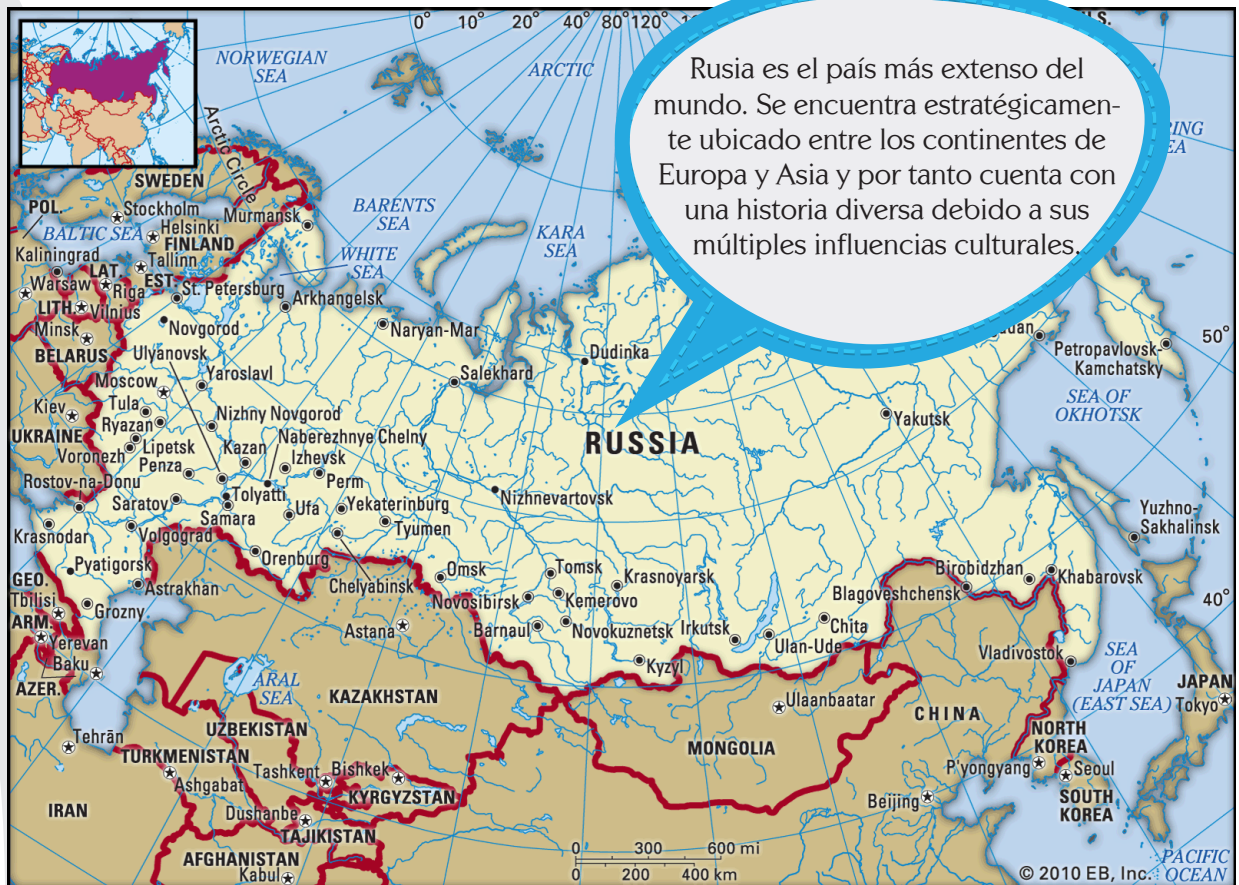 0° 10° 20° 40° 80° 120°
Rusia es el país más extenso del
mundo. Se encuentra estratégicamen-
te ubicado entre los continentes de
Europa y Asia y por tanto cuenta con
una historia diversa debido a sus
múltiples influencias culturales.
NORWEGIAN
SEA
ARCTIC
Arctic Circle
SWEDEN
POL.
Stockholm
Murmansk
BARENTS
SEA
KARA
SEA
BALTIC SEA
Helsinki
FINLAND
WHITE
SEA
Kaliningrad
Tallinn
LAT.
EST.
Warsaw
Riga
St. Petersburg
Arkhangelsk
LITH.
Vilnius
Minsk
Novgorod
Naryan-Mar
BELARUS
Ulyanovsk
Dudinka
Petropavlovsk-
Kamchatsky
50°
Moscow
Yaroslavl
Salekhard
SEA OF
OKHOTSK
Kiev
Tula
Ryazan
Nizhny Novgorod
Yakutsk
UKRAINE
Lipetsk
Kazan
Naberezhnye Chelny
RUSSIA
Voronezh
Penza
Izhevsk
Rostov-na-Donu
Perm
Saratov
Tolyatti
Yekaterinburg
Nizhnevartovsk
Samara
Ufa
Tyumen
Yuzhno-
Sakhalinsk
Krasnodar
Volgograd
Orenburg
Pyatigorsk
Chelyabinsk
Omsk
Tomsk
Krasnoyarsk
Birobidzhan
Khabarovsk
GEO.
Astrakhan
Blagoveshchensk
Tbilisi
Grozny
Novosibirsk
Kemerovo
40°
ARM.
Astana
Barnaul
Novokuznetsk
Irkutsk
Chita
Yerevan
Ulan-Ude
Vladivostok
Baku
Kyzyl
SEA
OF
JAPAN
(EAST SEA)
AZER.
ARAL
SEA
KAZAKHSTAN
Ulaanbaatar
JAPAN
Tokyo
CHINA
UZBEKISTAN
Tehrān
MONGOLIA
NORTH
KOREA
TURKMENISTAN
Tashkent
Bishkek
P'yongyang
Seoul
Ashgabat
KYRGYZSTAN
Beijing
SOUTH
KOREA
IRAN
Dushanbe
TAJIKISTAN
AFGHANISTAN
Kabul
0 300 600 mi
0 200 400 km
PACIFIC
OCEAN
© 2010 EB, Inc.